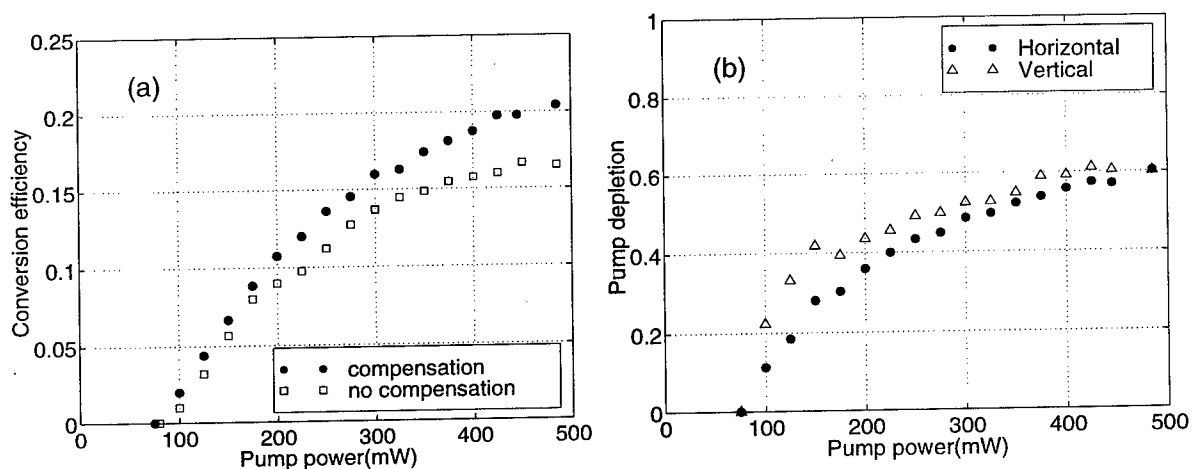 (a)
Conversion efficiency
0.25
0.2
0.15
0.1
0.05
0
0 100 200 300 400 500
Pump power(mW)
compensation
no compensation
(b)
Pump depletion
1
0.8
0.6
0.4
0.2
0
0 100 200 300 400 500
Pump power(mW)
Horizontal
Vertical